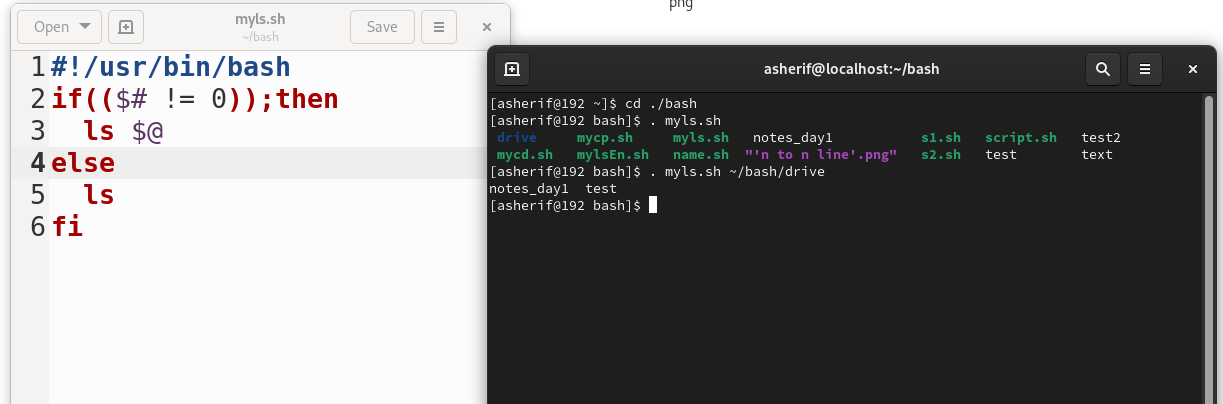 png
Open
myls.sh
~/bash
Save
1 #!/usr/bin/bash
2 if(($# != 0));then
3   ls $@
4 else
5   ls
6 fi
asherif@localhost:~/bash
[asherif@192 ~]$ cd ./bash
[asherif@192 bash]$ . myls.sh
drive     mycp.sh     myls.sh   notes_day1           s1.sh   script.sh   test2
mycd.sh   mylsEn.sh   name.sh  "'n to n line'.png"   s2.sh   test        text
[asherif@192 bash]$ . myls.sh ~/bash/drive
notes_day1  test
[asherif@192 bash]$